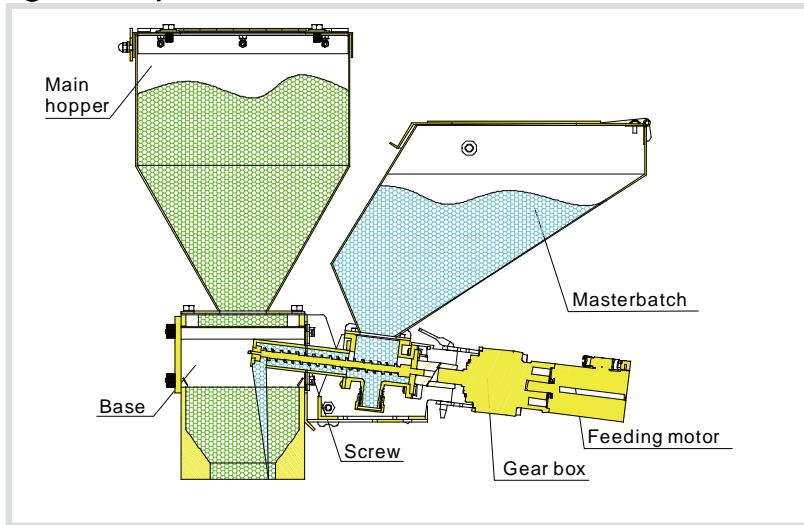 Main
hopper
Masterbatch
Base
Screw
Feeding motor
Gear box